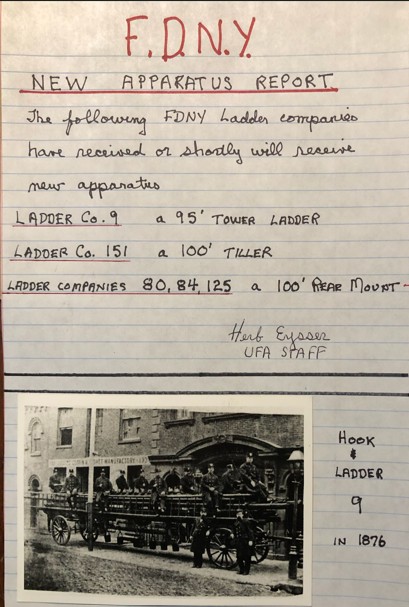 F.D.N.Y.
NEW APPARATUS REPORT.
The following FDNY Ladder companies
have received or shortly will receive
new apparatus
LADDER Co. 9 a 95' TOWER LADDER
LADDER Co. 151 a 100' TILLER
LADDER COMPANIES 80, 84, 125 a 100' REAR MOUNT
Herb Eysser
UFA STAFF
HOOK
&
LADDER
9
IN 1876